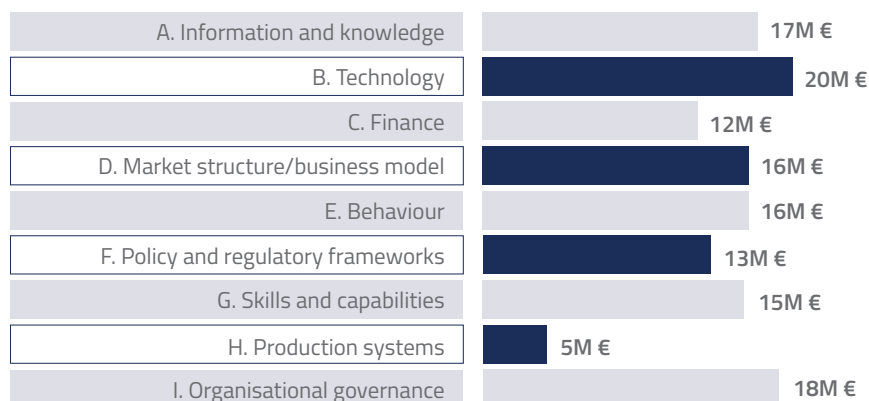 A. Information and knowledge 17M €
B. Technology 20M €
C. Finance 12M €
D. Market structure/business model 16M €
E. Behaviour 16M €
F. Policy and regulatory frameworks 13M €
G. Skills and capabilities 15M €
H. Production systems 5M €
I. Organisational governance 18M €